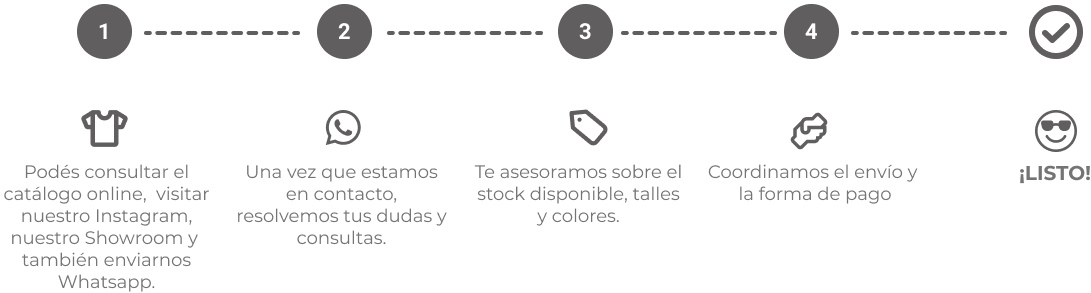 1
2
3
4
Podés consultar el
catálogo online, visitar
nuestro Instagram,
nuestro Showroom y
también enviarnos
Whatsapp.
Una vez que estamos
en contacto,
resolvemos tus dudas y
consultas.
Te asesoramos sobre el
stock disponible, talles
y colores.
Coordinamos el envío y
la forma de pago
¡LISTO!